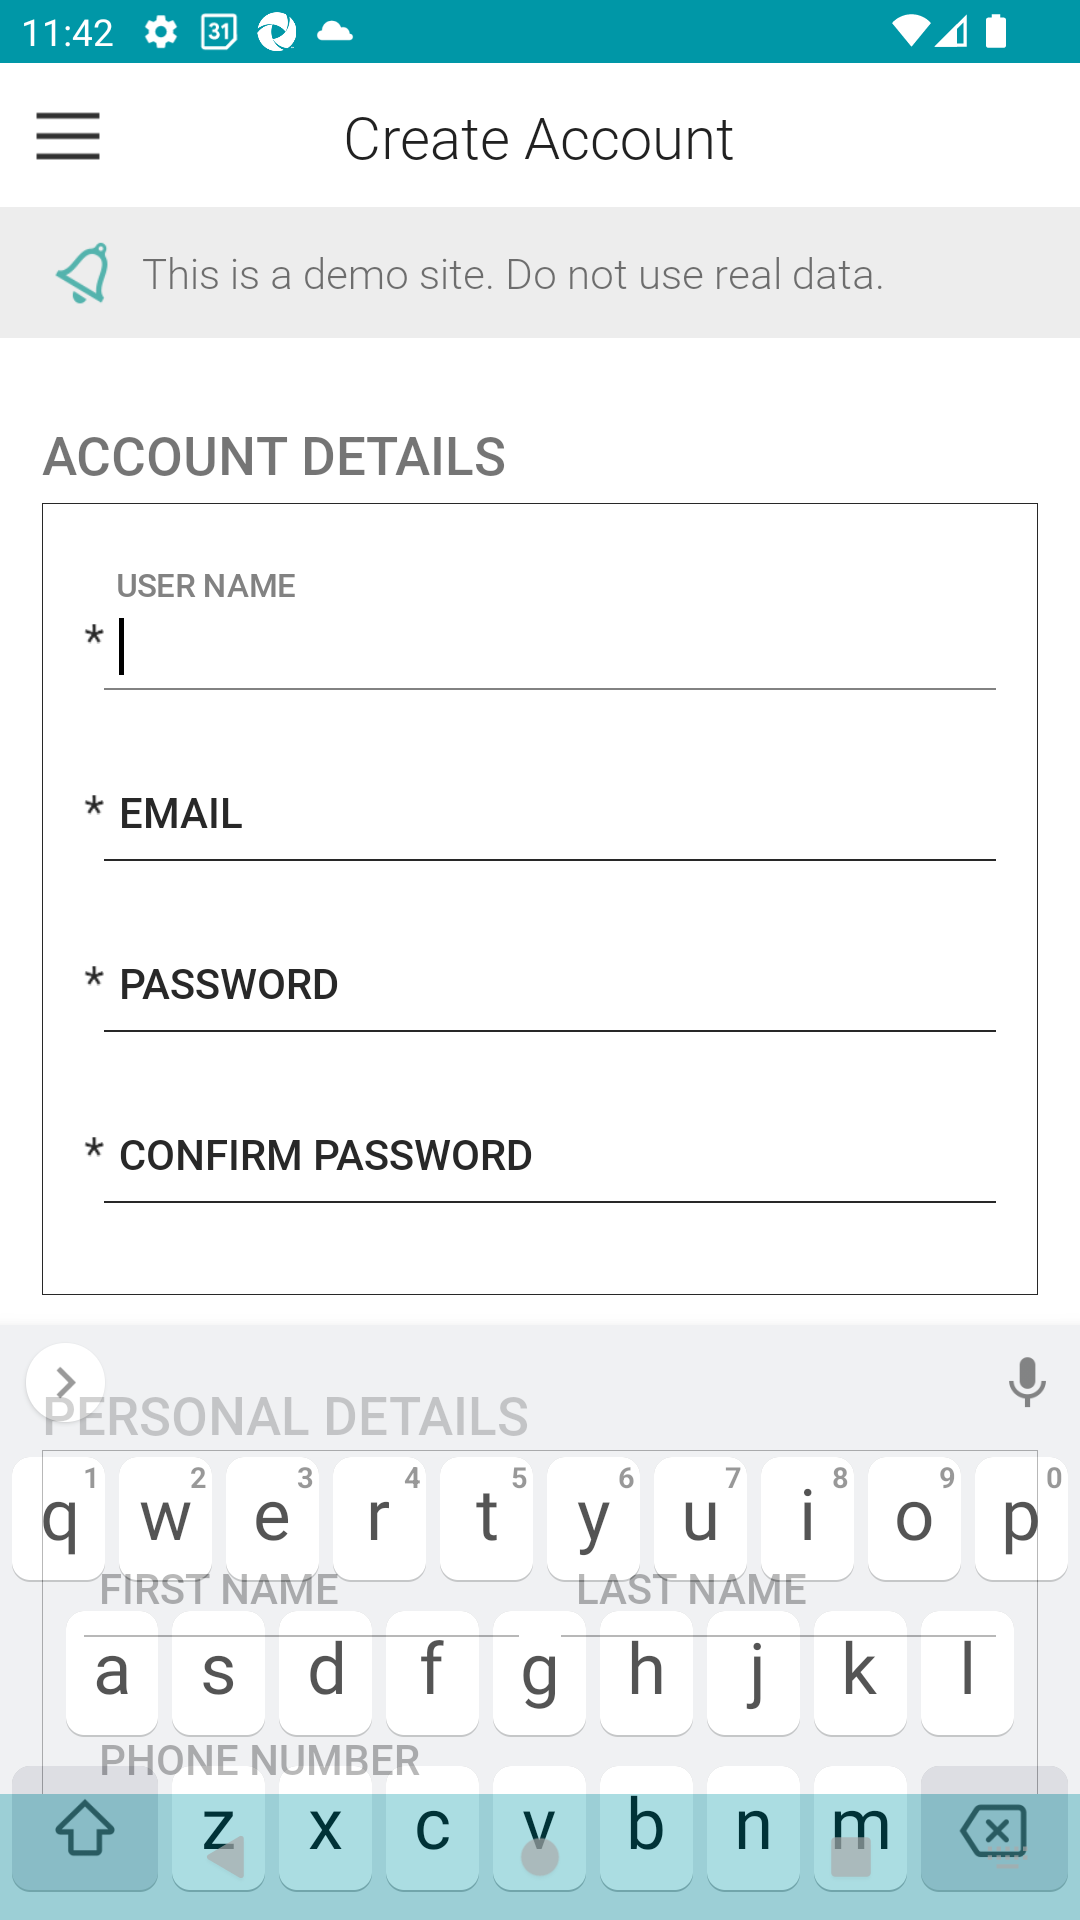 11:42 31
Create Account
This is a demo site. Do not use real data.
ACCOUNT DETAILS
USER NAME
*
* EMAIL
* PASSWORD
* CONFIRM PASSWORD
PERSONAL DETAILS
1 2 3 4 5 6 7 8 9 0
q w e r t y u i o p
FIRST NAME LAST NAME
a s d f g h j k l
PHONE NUMBER
z x c v b n m